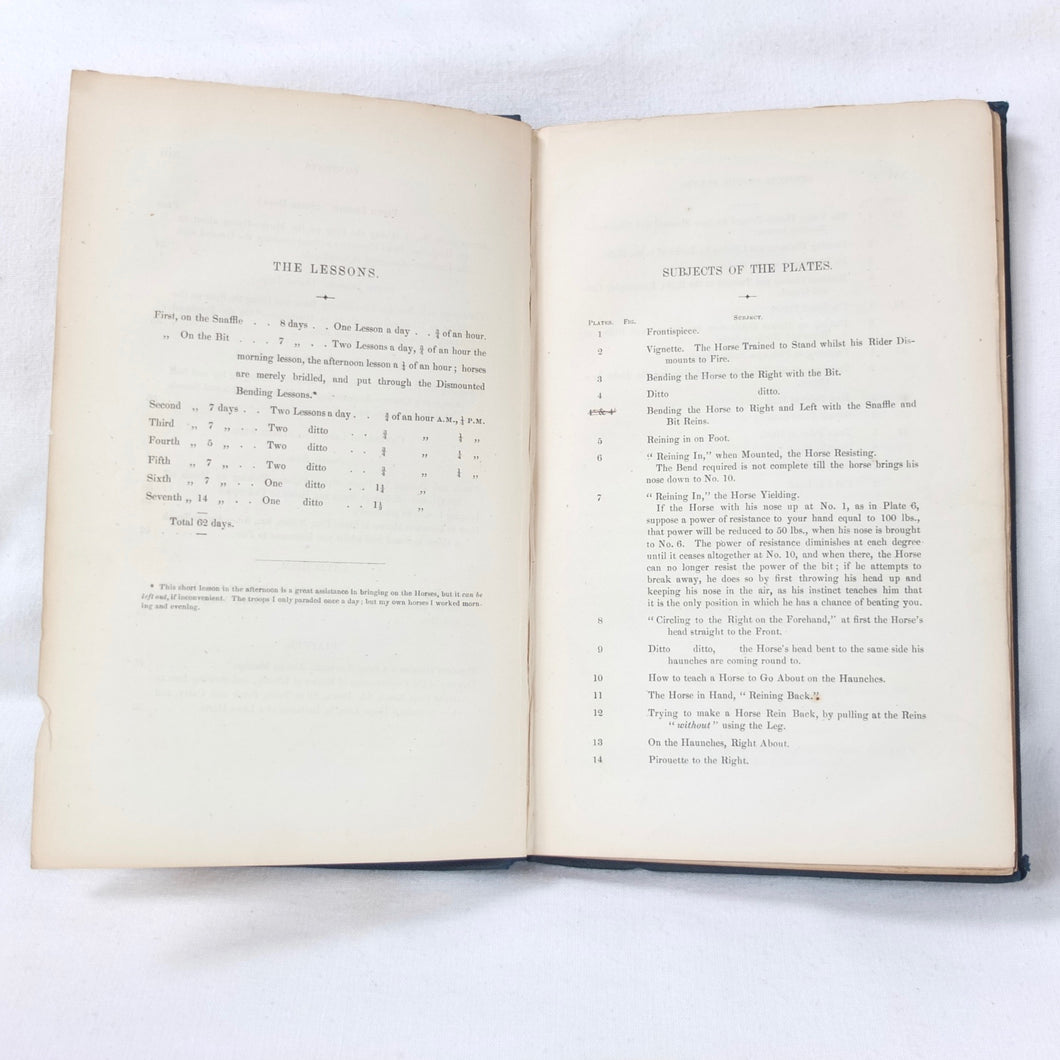 THE LESSONS.
First, on the Snaffle . . 8 days . . One Lesson a day . . ¾ of an hour.
„ On the Bit . . . 7 „ . . Two Lessons a day, ¾ of an hour the
morning lesson, the afternoon lesson a ¼ of an hour; horses
are merely bridled, and put through the Dismounted
Bending Lessons.*
Second „ 7 days . . Two Lessons a day . . ¾ of an hour A.M., ¼ P.M.
Third „ 7 „ . . Two ditto . . ¾ „ ¼ „
Fourth „ 5 „ . . Two ditto . . ¾ „ ¼ „
Fifth „ 7 „ . . Two ditto . . ¾ „ ¼ „
Sixth „ 7 „ . . One ditto . . 1¼ „
Seventh „ 14 „ . . One ditto . . 1½ „
Total 62 days.
* This short lesson in the afternoon is a great assistance in bringing on the Horses, but it can be
left out, if inconvenient. The troops I only paraded once a day; but my own horses I worked morn-
ing and evening.
SUBJECTS OF THE PLATES.
PLATES. FIG. SUBJECT.
1 Frontispiece.
2 Vignette. The Horse Trained to Stand whilst his Rider Dis-
mounts to Fire.
3 Bending the Horse to the Right with the Bit.
4 Ditto ditto.
Bending the Horse to Right and Left with the Snaffle and
Bit Reins.
5 Reining in on Foot.
6 "Reining In," when Mounted, the Horse Resisting.
The Bend required is not complete till the horse brings his
nose down to No. 10.
7 "Reining In," the Horse Yielding.
If the Horse with his nose up at No. 1, as in Plate 6,
suppose a power of resistance to your hand equal to 100 lbs.,
that power will be reduced to 50 lbs., when his nose is brought
to No. 6. The power of resistance diminishes at each degree
until it ceases altogether at No. 10, and when there, the Horse
can no longer resist the power of the bit; if he attempts to
break away, he does so by first throwing his head up and
keeping his nose in the air, as his instinct teaches him that
it is the only position in which he has a chance of beating you.
8 "Circling to the Right on the Forehand," at first the Horse's
head straight to the Front.
9 Ditto ditto, the Horse's head bent to the same side his
haunches are coming round to.
10 How to teach a Horse to Go About on the Haunches.
11 The Horse in Hand, "Reining Back."
12 Trying to make a Horse Rein Back, by pulling at the Reins
"without" using the Leg.
13 On the Haunches, Right About.
14 Pirouette to the Right.